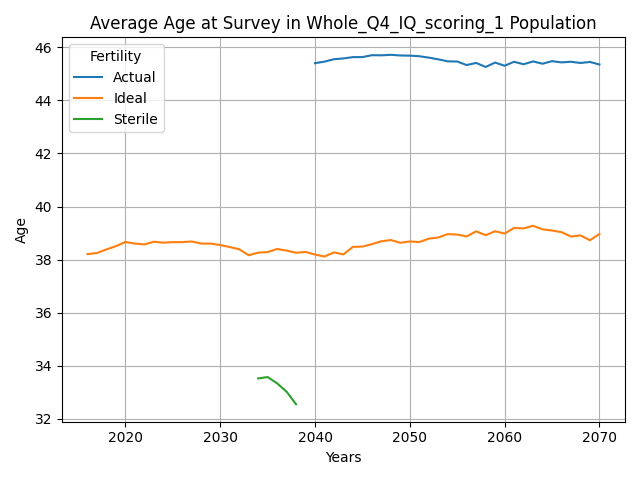 Average Age at Survey in Whole_Q4_IQ_scoring_1 Population
Fertility
Actual
Ideal
Sterile
Age
46
44
42
40
38
36
34
32
2020 2030 2040 2050 2060 2070
Years